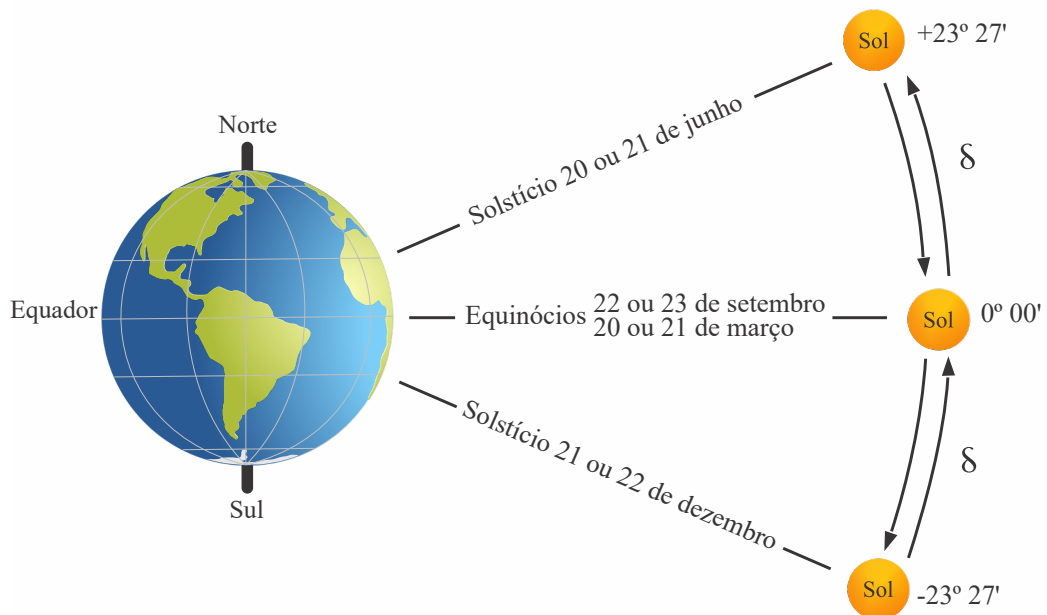 Sol
+23º 27'
Norte
Solstício 20 ou 21 de junho
δ
Equador
Equinócios
22 ou 23 de setembro
20 ou 21 de março
Sol
0º 00'
Solstício 21 ou 22 de dezembro
δ
Sul
Sol
-23º 27'